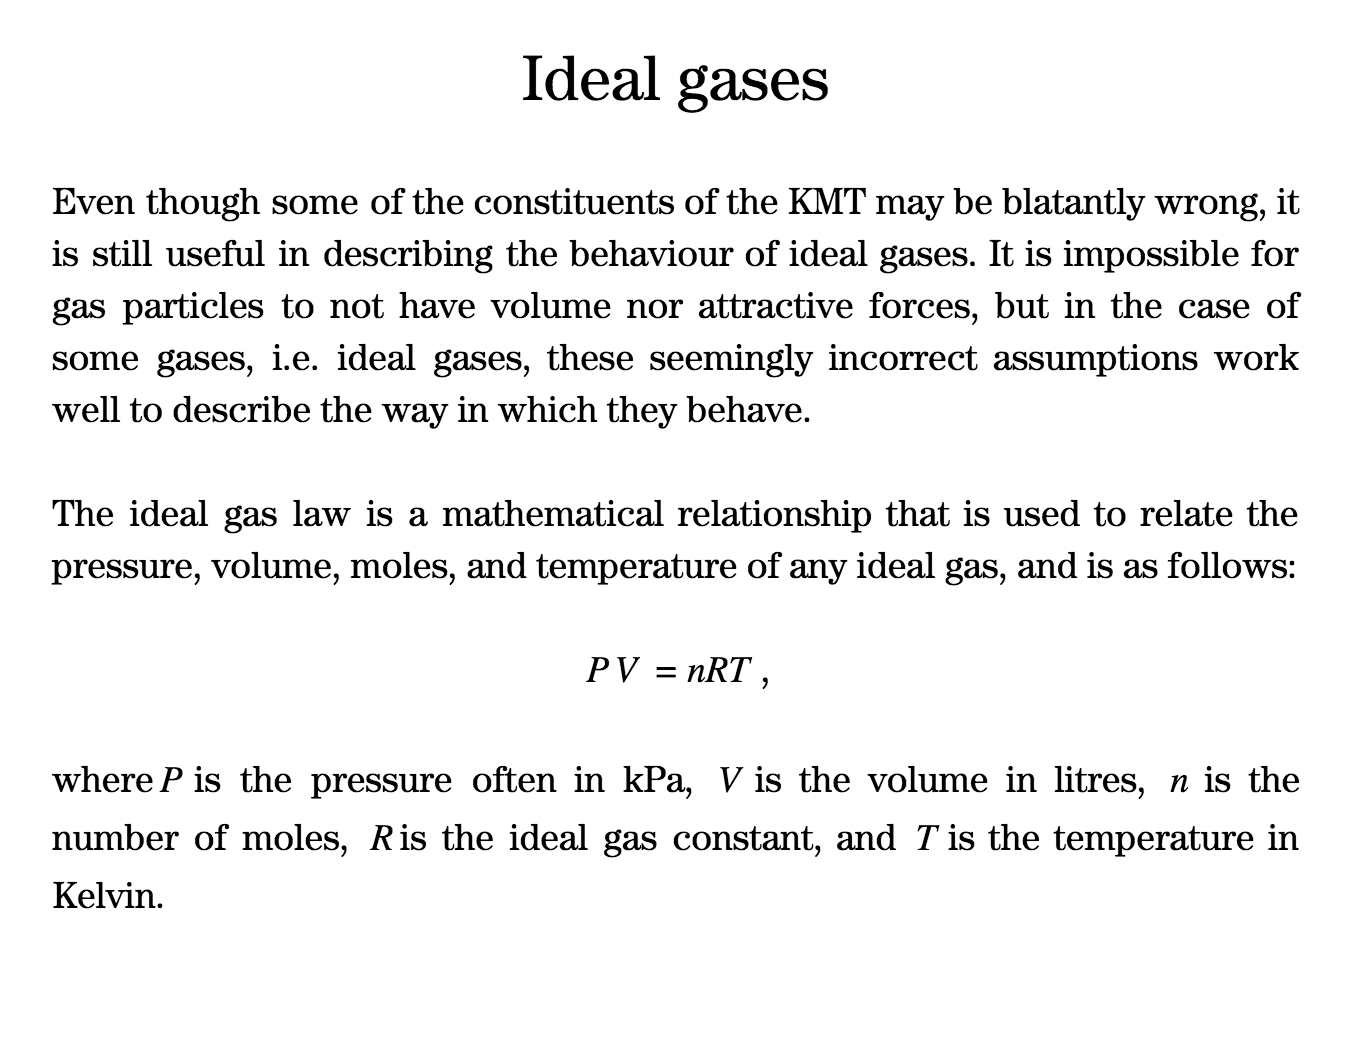 Ideal gases
Even though some of the constituents of the KMT may be blatantly wrong, it
is still useful in describing the behaviour of ideal gases. It is impossible for
gas particles to not have volume nor attractive forces, but in the case of
some gases, i.e. ideal gases, these seemingly incorrect assumptions work
well to describe the way in which they behave.
The ideal gas law is a mathematical relationship that is used to relate the
pressure, volume, moles, and temperature of any ideal gas, and is as follows:
PV = nRT ,
where P is the pressure often in kPa, V is the volume in litres, n is the
number of moles, R is the ideal gas constant, and T is the temperature in
Kelvin.